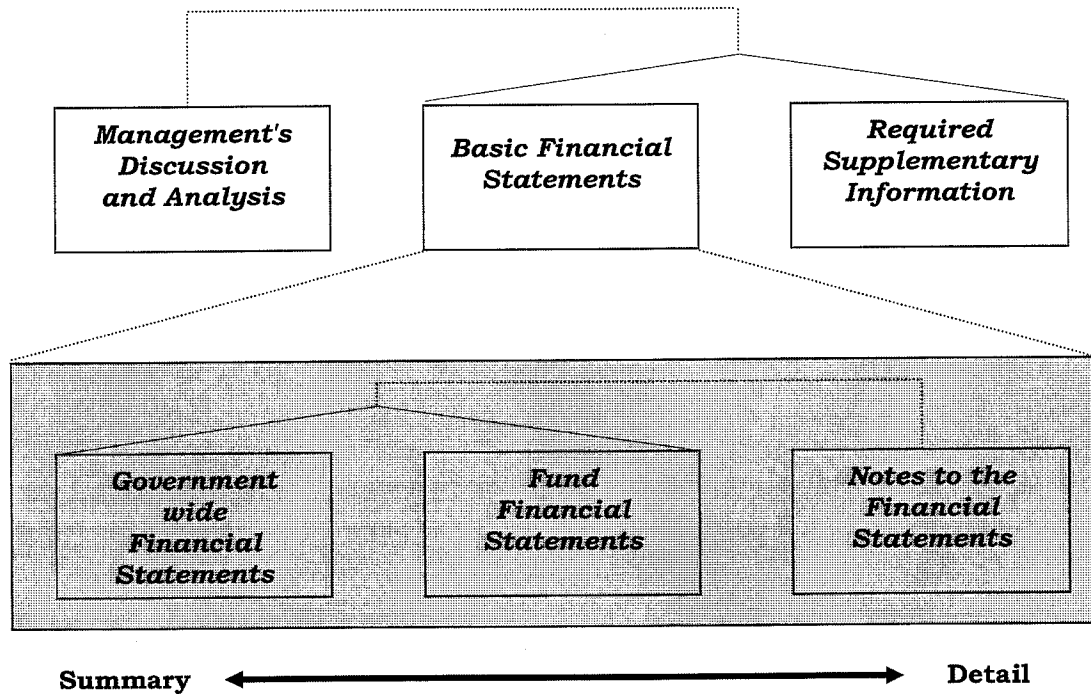 Management's
Discussion
and Analysis
Basic Financial
Statements
Required
Supplementary
Information
Government
wide
Financial
Statements
Fund
Financial
Statements
Notes to the
Financial
Statements
Summary
Detail